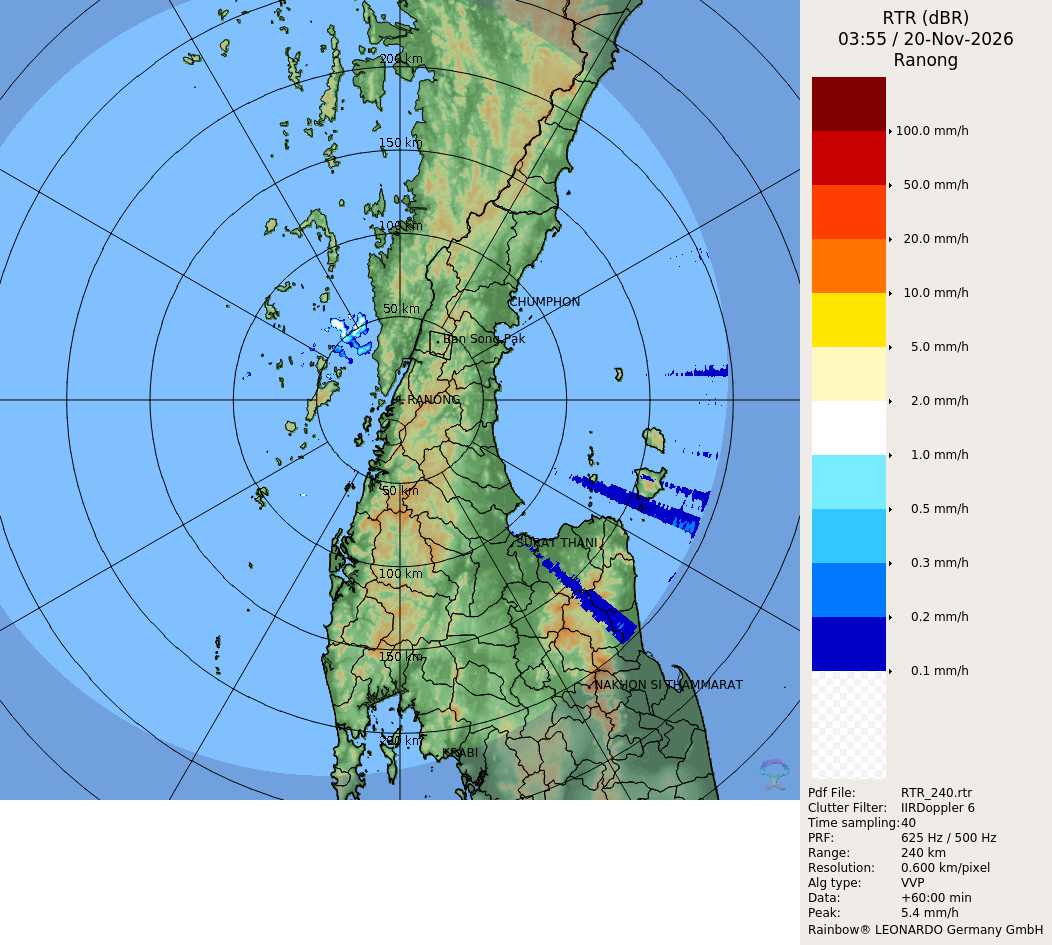 RTR (dBR)
03:55 / 20-Nov-2026
Ranong
100.0 mm/h
50.0 mm/h
20.0 mm/h
10.0 mm/h
5.0 mm/h
2.0 mm/h
1.0 mm/h
0.5 mm/h
0.3 mm/h
0.2 mm/h
0.1 mm/h
200 km
150 km
100 km
50 km
CHUMPHON
Ban Song Pak
RANONG
50 km
SURAT THANI
100 km
150 km
NAKHON SI THAMMARAT
200 km
KRABI
Pdf File: RTR_240.rtr
Clutter Filter: IIRDoppler 6
Time sampling:40
PRF: 625 Hz / 500 Hz
Range: 240 km
Resolution: 0.600 km/pixel
Alg type: VVP
Data: +60:00 min
Peak: 5.4 mm/h
Rainbow® LEONARDO Germany GmbH